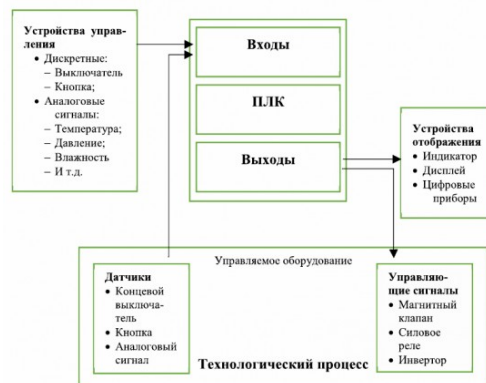 Устройства управ-
ления
• Дискретные:
– Выключатель
– Кнопка;
• Аналоговые
сигналы:
– Температура;
– Давление;
– Влажность
– И т.д.
Входы
ПЛК
Выходы
Устройства
отображения
• Индикатор
• Дисплей
• Цифровые
приборы
Управляемое оборудование
Датчики
• Концевой
выключа-
тель
• Кнопка
• Аналоговый
сигнал
Управляю-
щие сигналы
• Магнитный
клапан
• Силовое
реле
• Инвертор
Технологический процесс